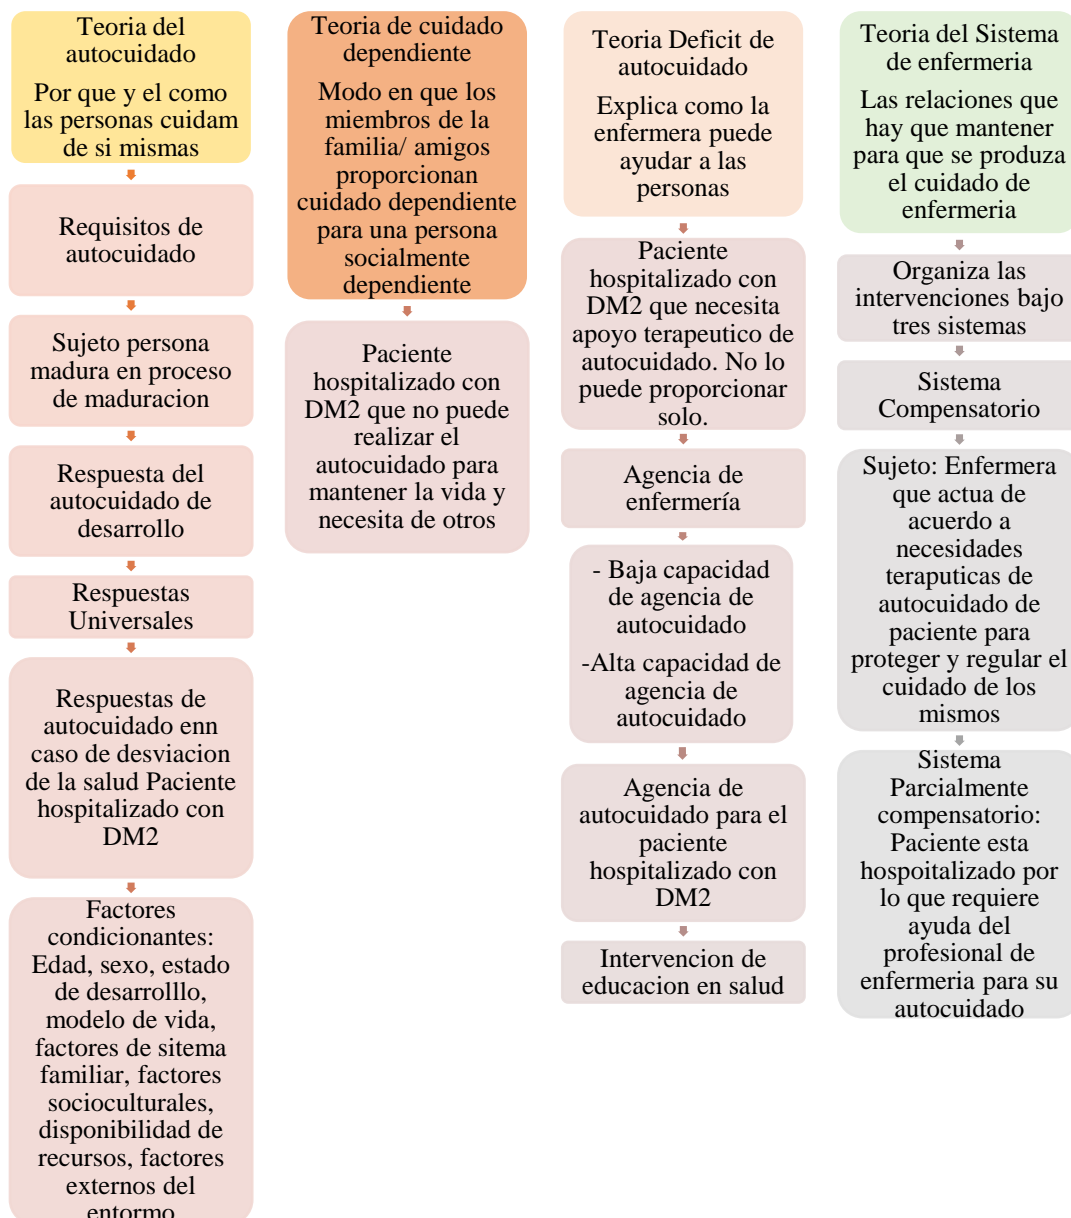 Teoria del
autocuidado
Por que y el como
las personas cuidam
de si mismas
Requisitos de
autocuidado
Sujeto persona
madura en proceso
de maduracion
Respuesta del
autocuidado de
desarrollo
Respuestas
Universales
Respuestas de
autocuidado enn
caso de desviacion
de la salud Paciente
hospitalizado con
DM2
Factores
condicionantes:
Edad, sexo, estado
de desarrolllo,
modelo de vida,
factores de sitema
familiar, factores
socioculturales,
disponibilidad de
recursos, factores
externos del
entormo
Teoria de cuidado
dependiente
Modo en que los
miembros de la
familia/ amigos
proporcionan
cuidado dependiente
para una persona
socialmente
dependiente
Paciente
hospitalizado con
DM2 que no puede
realizar el
autocuidado para
mantener la vida y
necesita de otros
Teoria Deficit de
autocuidado
Explica como la
enfermera puede
ayudar a las
personas
Paciente
hospitalizado con
DM2 que necesita
apoyo terapeutico de
autocuidado. No lo
puede proporcionar
solo.
Agencia de
enfermería
- Baja capacidad
de agencia de
autocuidado
-Alta capacidad de
agencia de
autocuidado
Agencia de
autocuidado para el
paciente
hospitalizado con
DM2
Intervencion de
educacion en salud
Teoria del Sistema
de enfermeria
Las relaciones que
hay que mantener
para que se produza
el cuidado de
enfermeria
Organiza las
intervenciones bajo
tres sistemas
Sistema
Compensatorio
Sujeto: Enfermera
que actua de
acuerdo a
necesidades
teraputicas de
autocuidado de
paciente para
proteger y regular el
cuidado de los
mismos
Sistema
Parcialmente
compensatorio:
Paciente esta
hospoitalizado por
lo que requiere
ayuda del
profesional de
enfermeria para su
autocuidado